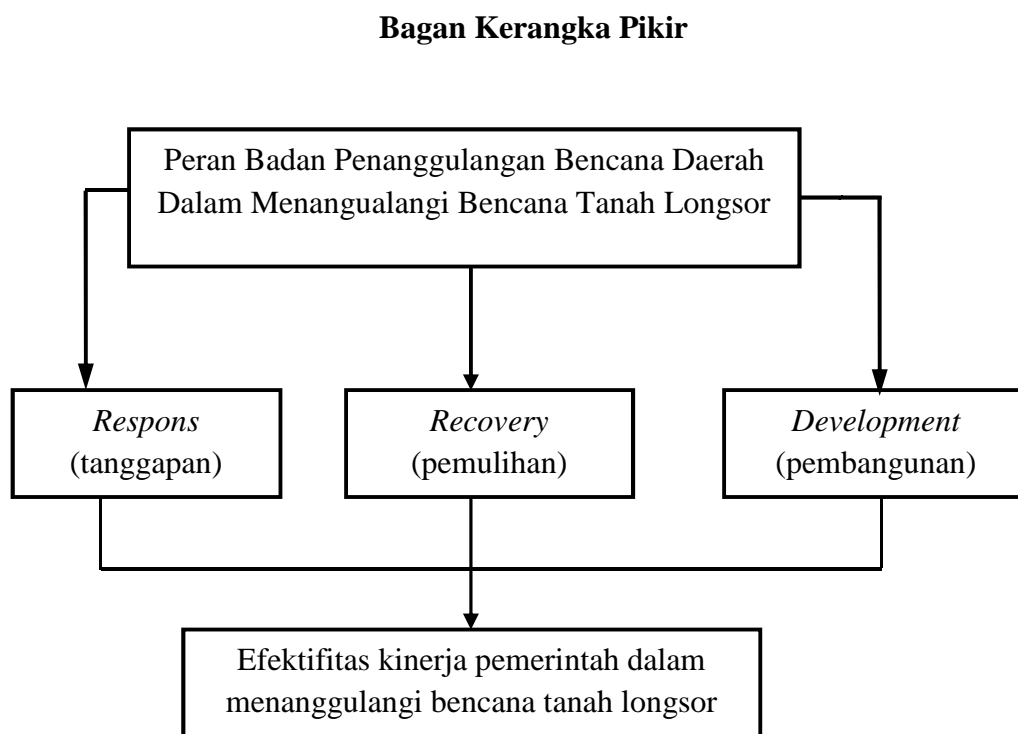 Bagan Kerangka Pikir
Peran Badan Penanggulangan Bencana Daerah
Dalam Menangualangi Bencana Tanah Longsor
Respons
(tanggapan)
Recovery
(pemulihan)
Development
(pembangunan)
Efektifitas kinerja pemerintah dalam
menanggulangi bencana tanah longsor